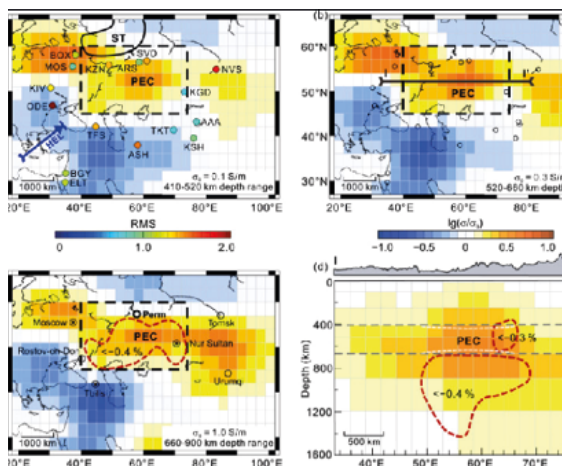 ST
BOX
SVO
MOS
KZN
ARS
NVS
PEC
KIV
KGD
ODE
AAA
HEL
TFS
TKT
KSH
ASH
BGY
ELT
1000 km
σ₀ = 0.1 S/m
410-520 km depth range
20°E 40°E 60°E 80°E 100°E
(b)
60°N
50°N
40°N
30°N
I
I'
PEC
1000 km
σ₀ = 0.3 S/m
520-660 km depth range
20°E 40°E 60°E 80°E
RMS
0 1.0 2.0
lg(σ/σ₀)
-1.0 -0.5 0 0.5 1.0
Perm
Moscow
PEC
Tomsk
Rostov-on-Don
<-0.4 %
Nur Sultan
Tbilisi
Urumqi
1000 km
σ₀ = 1.0 S/m
660-900 km depth range
20°E 40°E 60°E 80°E 100°E
I
0
400
PEC
<-0.3 %
800
<-0.4 %
1200
500 km
1600
Depth [km]
40° 50° 60° 70°